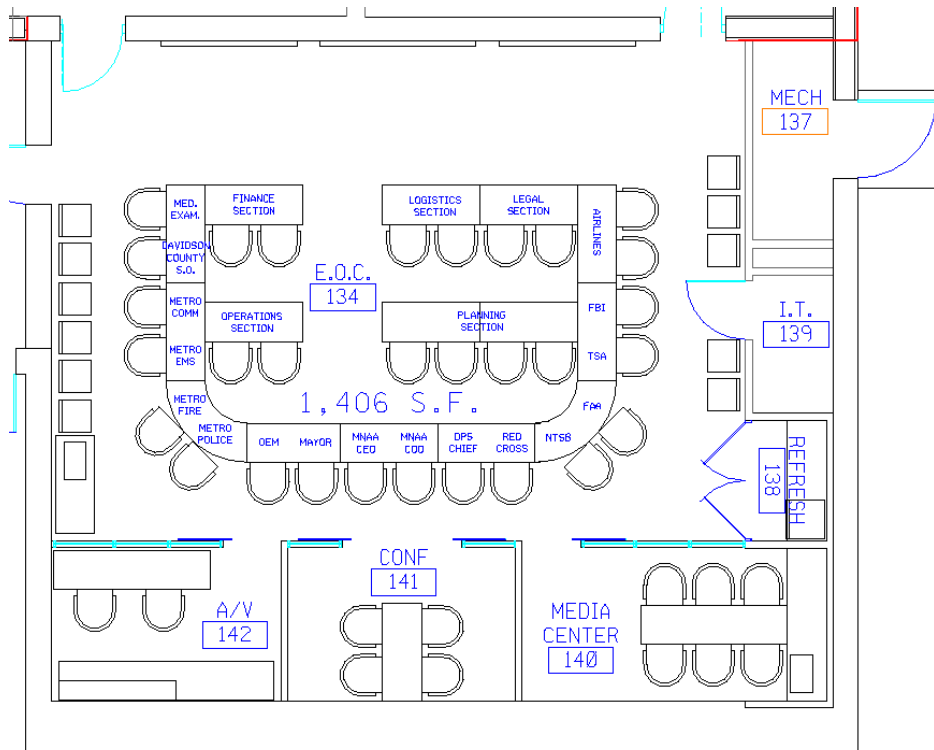 MECH
137
MED.
EXAM.
FINANCE
SECTION
LOGISTICS
SECTION
LEGAL
SECTION
AIRLINES
DAVIDSON
COUNTY
S.O.
E.O.C.
134
METRO
COMM
OPERATIONS
SECTION
PLANNING
SECTION
FBI
I.T.
139
METRO
EMS
TSA
METRO
FIRE
1,406 S.F.
FAA
METRO
POLICE
OEM
MAYOR
MNAA
CEO
MNAA
COO
DPS
CHIEF
RED
CROSS
NTSB
REFRESH
138
CONF
141
A/V
142
MEDIA
CENTER
140